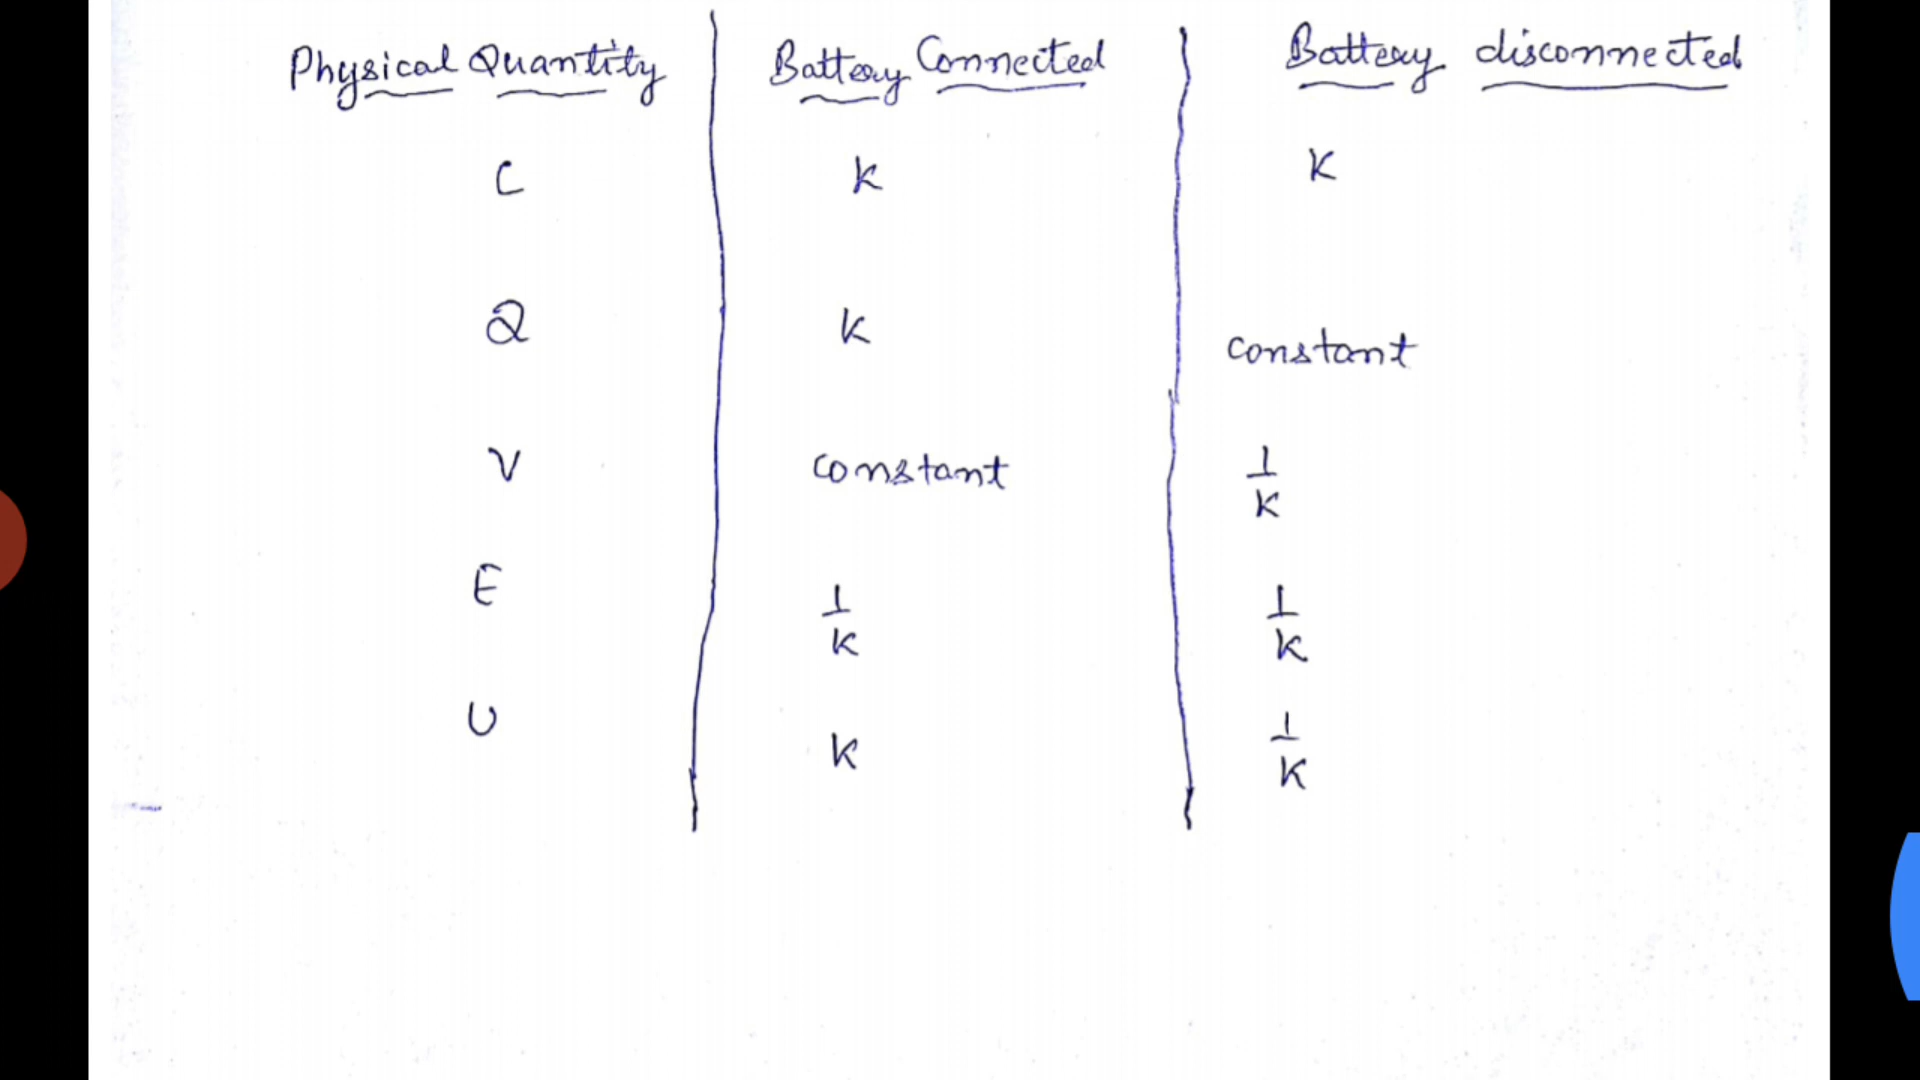 Physical Quantity Battery Connected Battery disconnected
C K K
Q K constant
V constant 1/K
E 1/K 1/K
U K 1/K